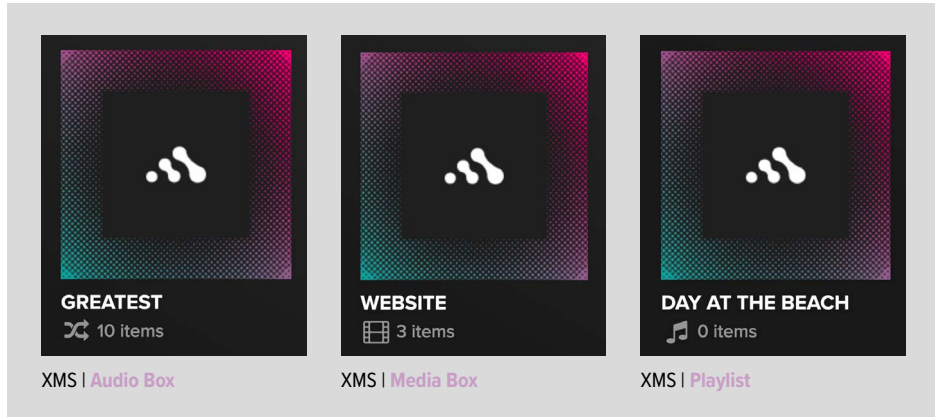 GREATEST
10 items
XMS | Audio Box
WEBSITE
3 items
XMS | Media Box
DAY AT THE BEACH
0 items
XMS | Playlist